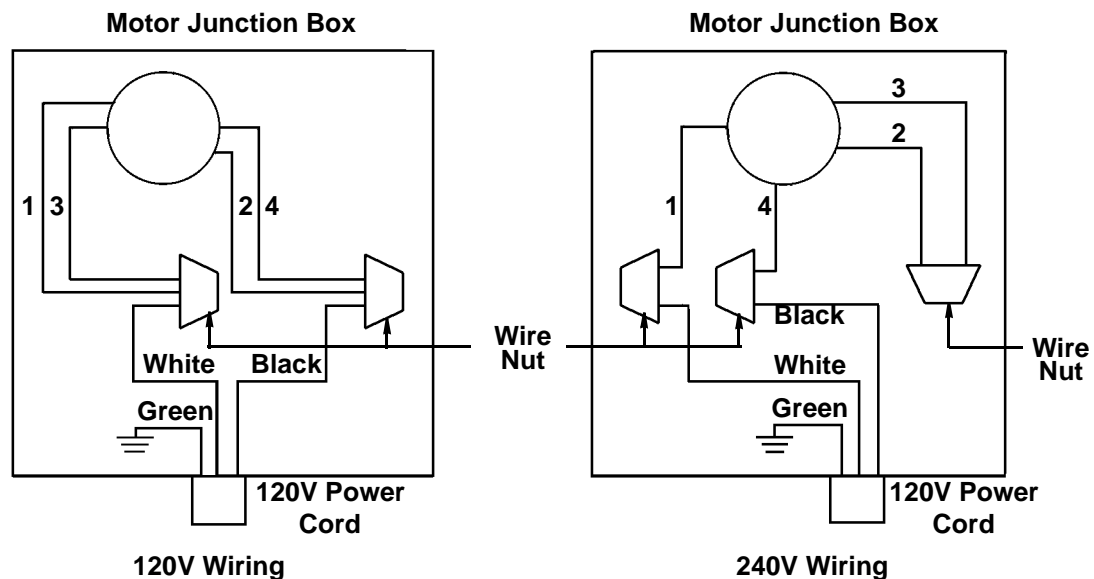 Motor Junction Box
Motor Junction Box
1 3
2 4
White Black
Green
120V Power
Cord
120V Wiring
Wire
Nut
3
2
1
4
Black
White
Green
Wire
Nut
120V Power
Cord
240V Wiring